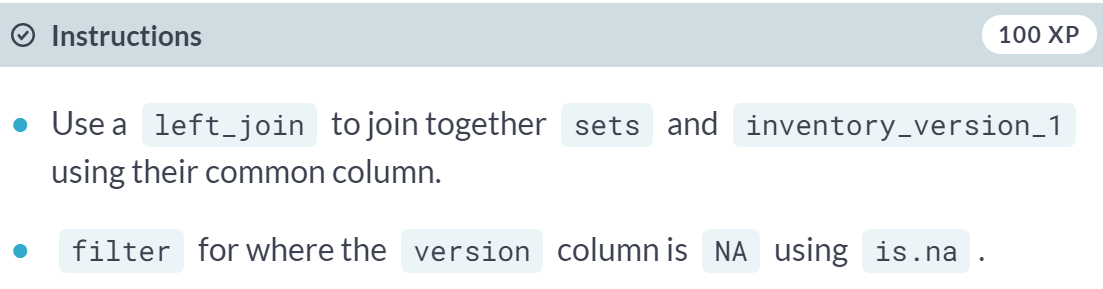 Instructions 100 XP
Use a left_join to join together sets and inventory_version_1
using their common column.
filter for where the version column is NA using is.na .